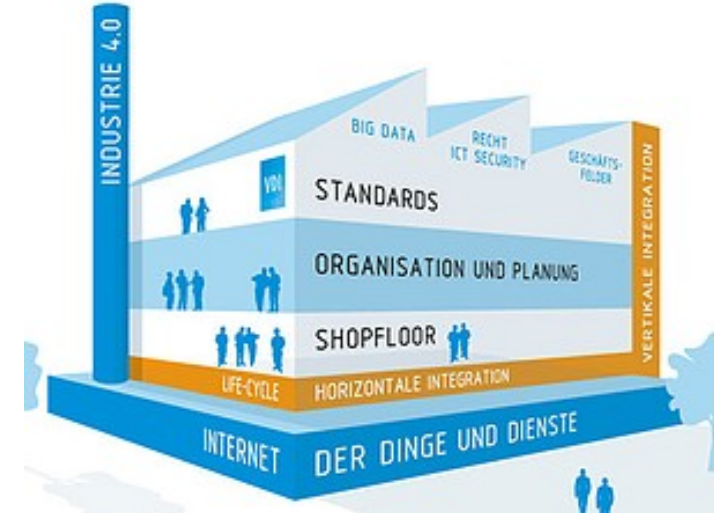 INDUSTRIE 4.0
BIG DATA
RECHT
ICT SECURITY
GESCHÄFTS-
FELDER
VDI
STANDARDS
ORGANISATION UND PLANUNG
SHOPFLOOR
VERTIKALE INTEGRATION
LIFE-CYCLE
HORIZONTALE INTEGRATION
INTERNET
DER DINGE UND DIENSTE